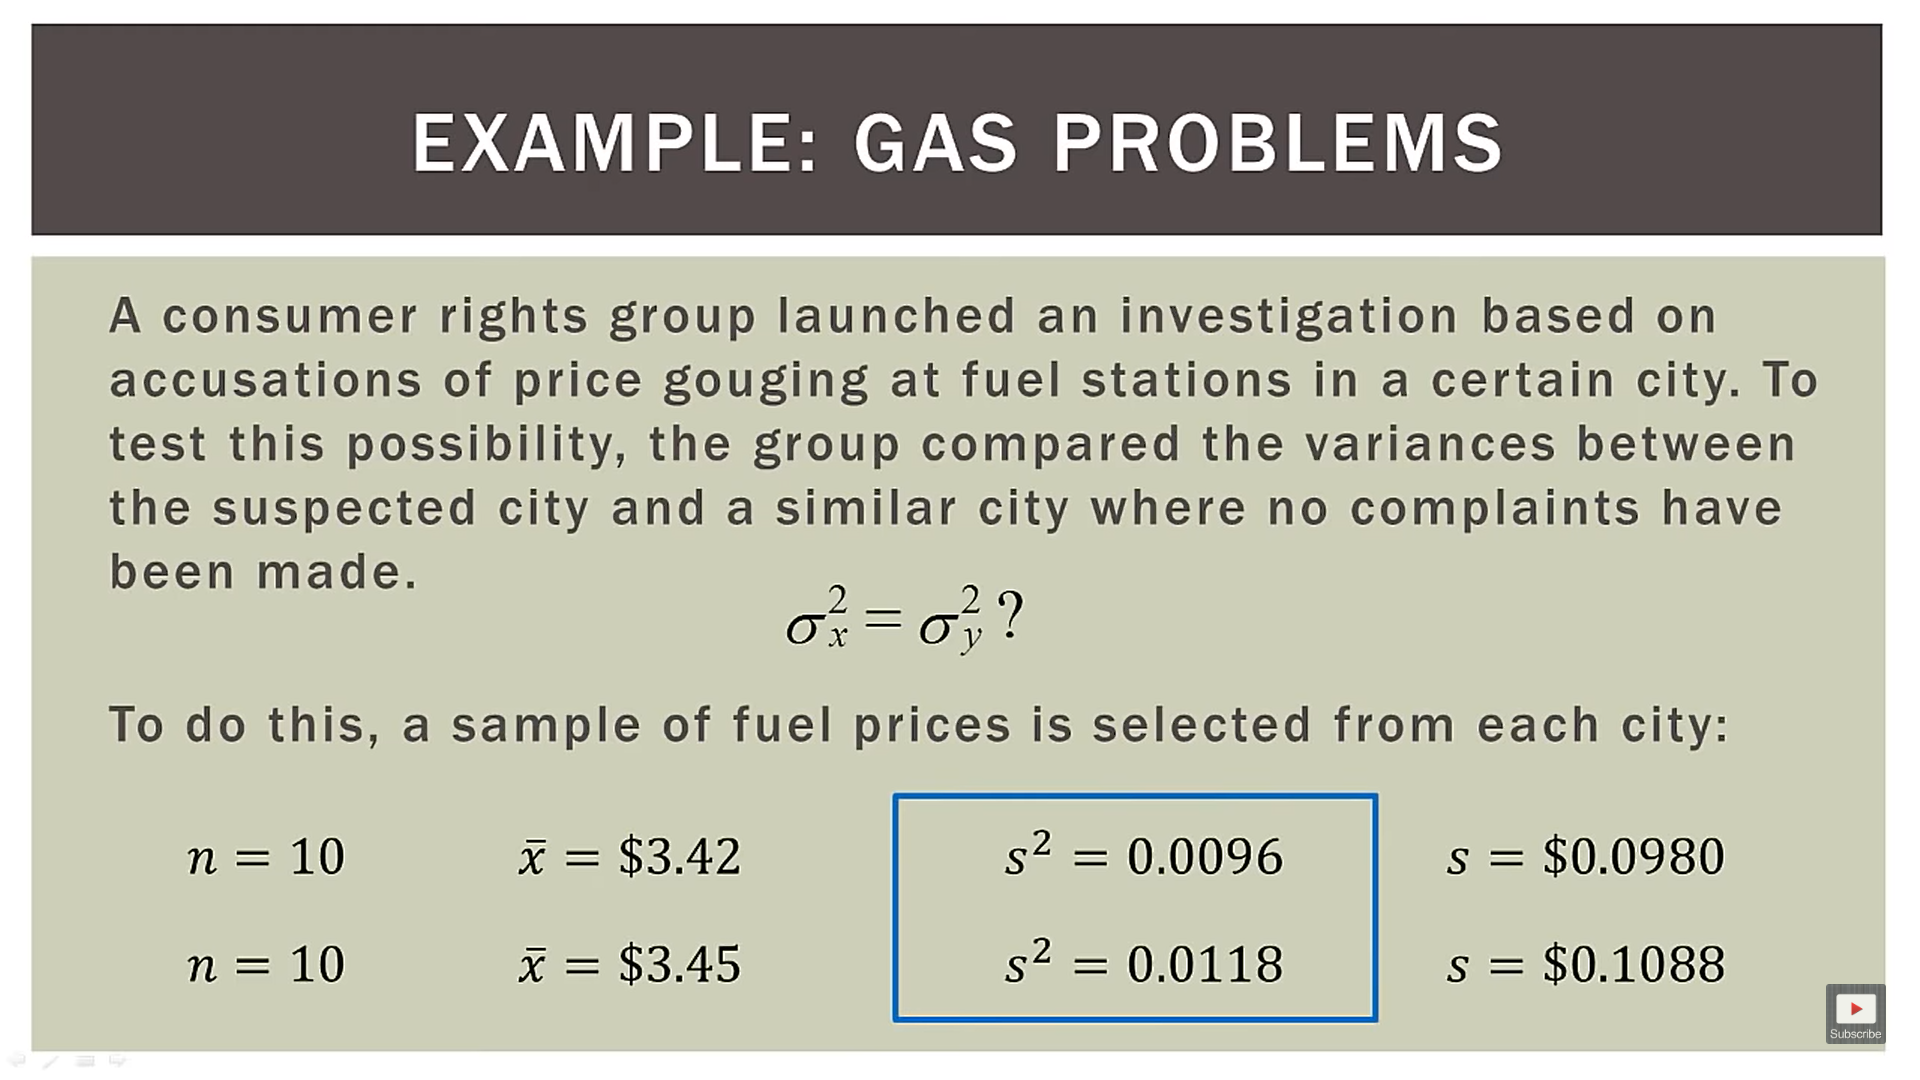 EXAMPLE: GAS PROBLEMS
A consumer rights group launched an investigation based on
accusations of price gouging at fuel stations in a certain city. To
test this possibility, the group compared the variances between
the suspected city and a similar city where no complaints have
been made.
σ²ₓ = σ²ᵧ ?
To do this, a sample of fuel prices is selected from each city:
n = 10 x̄ = $3.42 s² = 0.0096 s = $0.0980
n = 10 x̄ = $3.45 s² = 0.0118 s = $0.1088
Subscribe